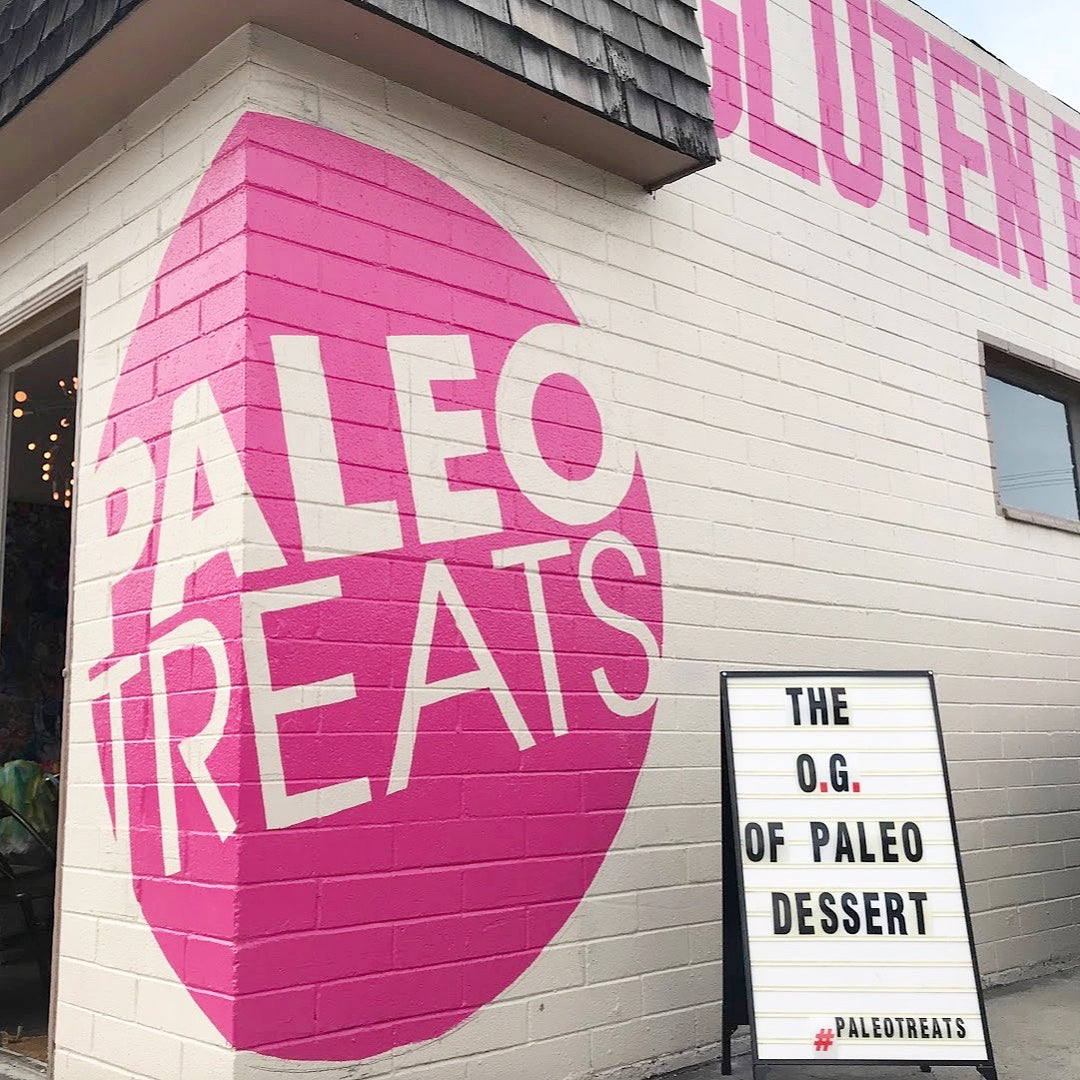 GLUTEN F
PALEO
TREATS
THE
O.G.
OF PALEO
DESSERT
#PALEOTREATS